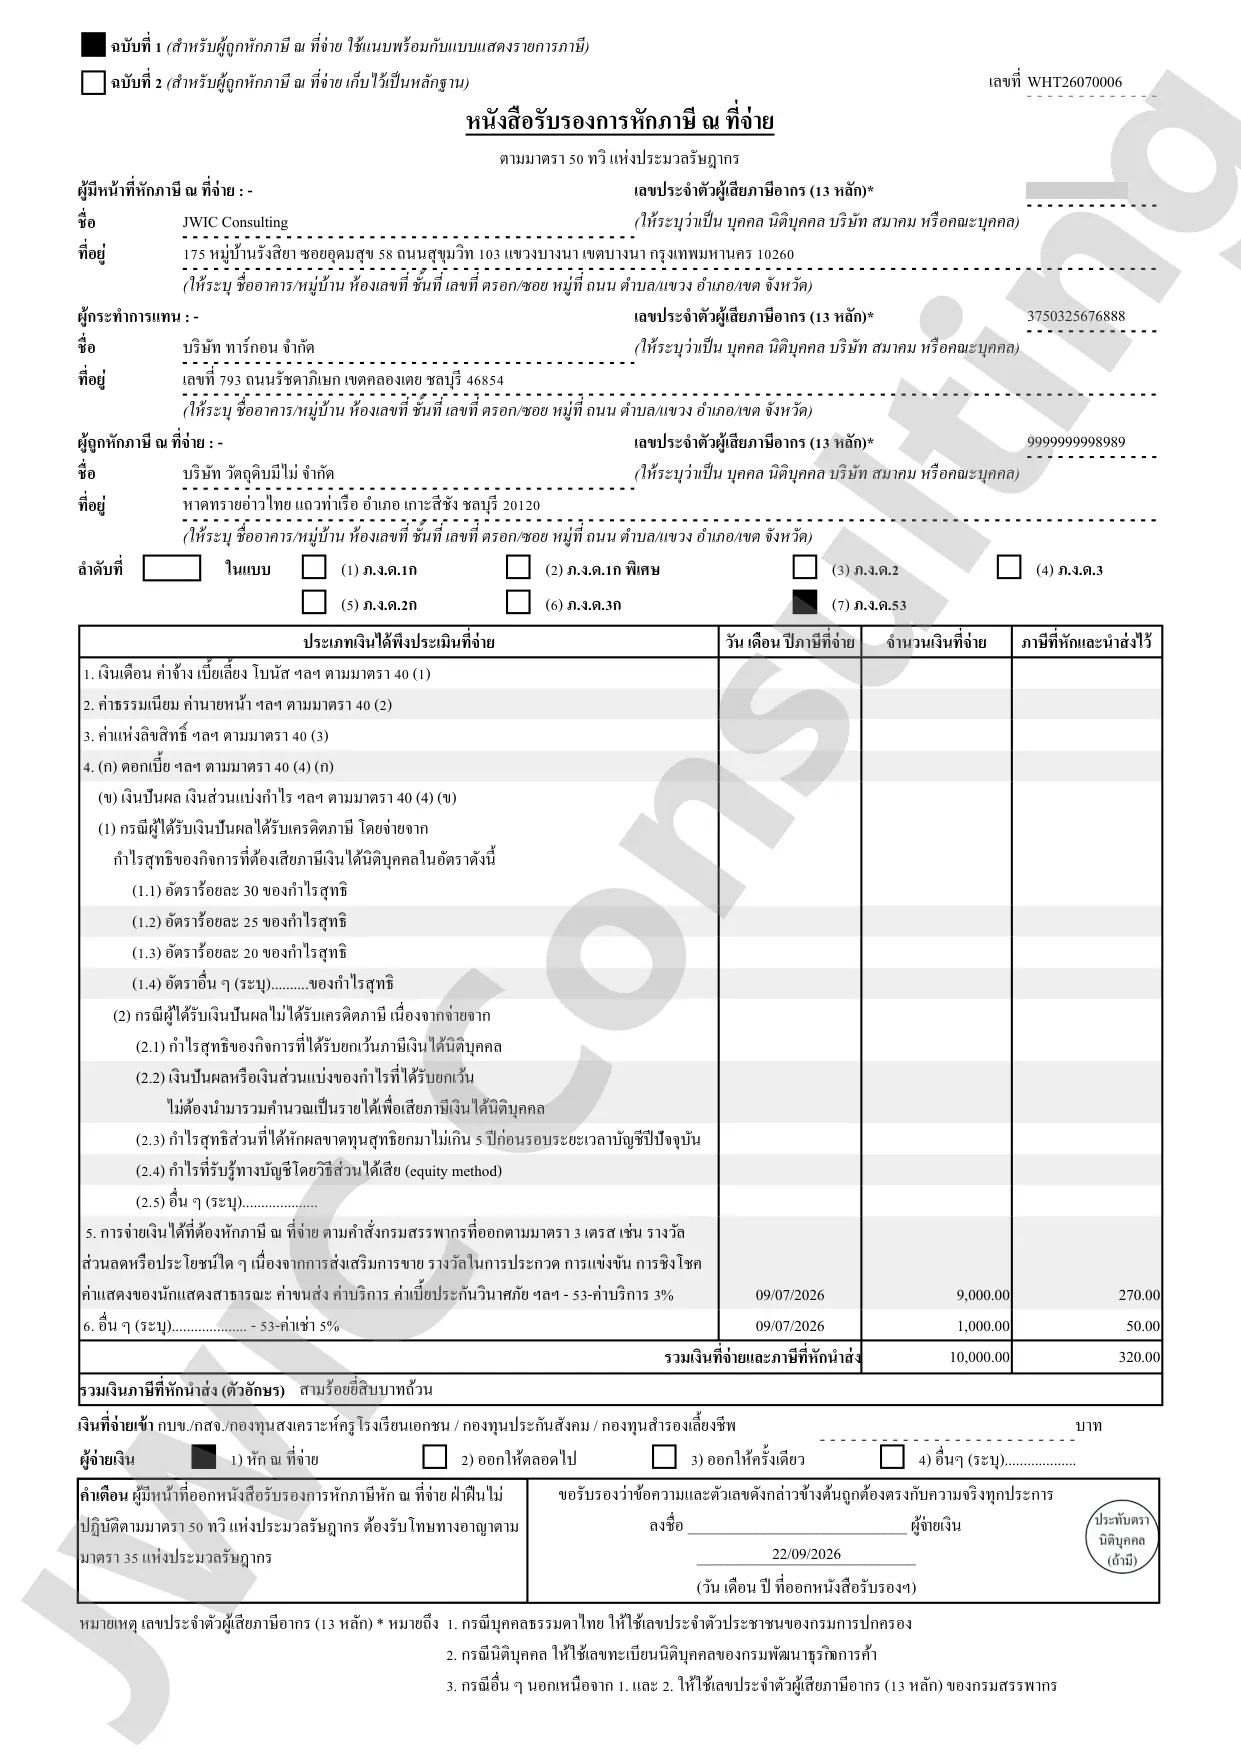 ฉบับที่ 1 (สำหรับผู้ถูกหักภาษี ณ ที่จ่าย ใช้แนบพร้อมกับแบบแสดงรายการภาษี)
ฉบับที่ 2 (สำหรับผู้ถูกหักภาษี ณ ที่จ่าย เก็บไว้เป็นหลักฐาน) เลขที่ WHT26070006
หนังสือรับรองการหักภาษี ณ ที่จ่าย
ตามมาตรา 50 ทวิ แห่งประมวลรัษฎากร
ผู้มีหน้าที่หักภาษี ณ ที่จ่าย : - เลขประจำตัวผู้เสียภาษีอากร (13 หลัก)*
ชื่อ JWIC Consulting (ให้ระบุว่าเป็น บุคคล นิติบุคคล บริษัท สมาคม หรือคณะบุคคล)
ที่อยู่ 175 หมู่บ้านรังสิยา ซอยอุดมสุข 58 ถนนสุขุมวิท 103 แขวงบางนา เขตบางนา กรุงเทพมหานคร 10260
(ให้ระบุ ชื่ออาคาร/หมู่บ้าน ห้องเลขที่ ชั้นที่ เลขที่ ตรอก/ซอย หมู่ที่ ถนน ตำบล/แขวง อำเภอ/เขต จังหวัด)
ผู้กระทำการแทน : - เลขประจำตัวผู้เสียภาษีอากร (13 หลัก)* 3750325676888
ชื่อ บริษัท ทาร์กอน จำกัด (ให้ระบุว่าเป็น บุคคล นิติบุคคล บริษัท สมาคม หรือคณะบุคคล)
ที่อยู่ เลขที่ 793 ถนนรัชดาภิเษก เขตคลองเตย ชลบุรี 46854
(ให้ระบุ ชื่ออาคาร/หมู่บ้าน ห้องเลขที่ ชั้นที่ เลขที่ ตรอก/ซอย หมู่ที่ ถนน ตำบล/แขวง อำเภอ/เขต จังหวัด)
ผู้ถูกหักภาษี ณ ที่จ่าย : - เลขประจำตัวผู้เสียภาษีอากร (13 หลัก)* 9999999998989
ชื่อ บริษัท วัตถุดิบมีไม่ จำกัด (ให้ระบุว่าเป็น บุคคล นิติบุคคล บริษัท สมาคม หรือคณะบุคคล)
ที่อยู่ หาดทรายอ่าวไทย แถวท่าเรือ อำเภอ เกาะสีชัง ชลบุรี 20120
(ให้ระบุ ชื่ออาคาร/หมู่บ้าน ห้องเลขที่ ชั้นที่ เลขที่ ตรอก/ซอย หมู่ที่ ถนน ตำบล/แขวง อำเภอ/เขต จังหวัด)
ลำดับที่ ในแบบ (1) ภ.ง.ด.1ก (2) ภ.ง.ด.1ก พิเศษ (3) ภ.ง.ด.2 (4) ภ.ง.ด.3
(5) ภ.ง.ด.2ก (6) ภ.ง.ด.3ก (7) ภ.ง.ด.53
ประเภทเงินได้พึงประเมินที่จ่าย วัน เดือน ปีภาษีที่จ่าย จำนวนเงินที่จ่าย ภาษีที่หักและนำส่งไว้
1. เงินเดือน ค่าจ้าง เบี้ยเลี้ยง โบนัส ฯลฯ ตามมาตรา 40 (1)
2. ค่าธรรมเนียม ค่านายหน้า ฯลฯ ตามมาตรา 40 (2)
3. ค่าแห่งลิขสิทธิ์ ฯลฯ ตามมาตรา 40 (3)
4. (ก) ดอกเบี้ย ฯลฯ ตามมาตรา 40 (4) (ก)
(ข) เงินปันผล เงินส่วนแบ่งกำไร ฯลฯ ตามมาตรา 40 (4) (ข)
(1) กรณีผู้ได้รับเงินปันผลได้รับเครดิตภาษี โดยจ่ายจาก
กำไรสุทธิของกิจการที่ต้องเสียภาษีเงินได้นิติบุคคลในอัตราดังนี้
(1.1) อัตราร้อยละ 30 ของกำไรสุทธิ
(1.2) อัตราร้อยละ 25 ของกำไรสุทธิ
(1.3) อัตราร้อยละ 20 ของกำไรสุทธิ
(1.4) อัตราอื่น ๆ (ระบุ)..........ของกำไรสุทธิ
(2) กรณีผู้ได้รับเงินปันผลไม่ได้รับเครดิตภาษี เนื่องจากจ่ายจาก
(2.1) กำไรสุทธิของกิจการที่ได้รับยกเว้นภาษีเงินได้นิติบุคคล
(2.2) เงินปันผลหรือเงินส่วนแบ่งของกำไรที่ได้รับยกเว้น
ไม่ต้องนำมารวมคำนวณเป็นรายได้เพื่อเสียภาษีเงินได้นิติบุคคล
(2.3) กำไรสุทธิส่วนที่ได้หักผลขาดทุนสุทธิยกมาไม่เกิน 5 ปีก่อนรอบระยะเวลาบัญชีปีปัจจุบัน
(2.4) กำไรที่รับรู้ทางบัญชีโดยวิธีส่วนได้เสีย (equity method)
(2.5) อื่น ๆ (ระบุ)....................
5. การจ่ายเงินได้ที่ต้องหักภาษี ณ ที่จ่าย ตามคำสั่งกรมสรรพากรที่ออกตามมาตรา 3 เตรส เช่น รางวัล
ส่วนลดหรือประโยชน์ใด ๆ เนื่องจากการส่งเสริมการขาย รางวัลในการประกวด การแข่งขัน การชิงโชค
ค่าแสดงของนักแสดงสาธารณะ ค่าขนส่ง ค่าบริการ ค่าเบี้ยประกันวินาศภัย ฯลฯ - 53-ค่าบริการ 3% 09/07/2026 9,000.00 270.00
6. อื่น ๆ (ระบุ).................... - 53-ค่าเช่า 5% 09/07/2026 1,000.00 50.00
รวมเงินที่จ่ายและภาษีที่หักนำส่ง 10,000.00 320.00
รวมเงินภาษีที่หักนำส่ง (ตัวอักษร) สามร้อยยี่สิบบาทถ้วน
เงินที่จ่ายเข้า กบข./กสจ./กองทุนสงเคราะห์ครูโรงเรียนเอกชน / กองทุนประกันสังคม / กองทุนสำรองเลี้ยงชีพ บาท
ผู้จ่ายเงิน 1) หัก ณ ที่จ่าย 2) ออกให้ตลอดไป 3) ออกให้ครั้งเดียว 4) อื่นๆ (ระบุ)...................
คำเตือน ผู้มีหน้าที่ออกหนังสือรับรองการหักภาษีหัก ณ ที่จ่าย ฝ่าฝืนไม่
ปฏิบัติตามมาตรา 50 ทวิ แห่งประมวลรัษฎากร ต้องรับโทษทางอาญาตาม
มาตรา 35 แห่งประมวลรัษฎากร
ขอรับรองว่าข้อความและตัวเลขดังกล่าวข้างต้นถูกต้องตรงกับความจริงทุกประการ
ลงชื่อ ____________________________ ผู้จ่ายเงิน
22/09/2026
(วัน เดือน ปี ที่ออกหนังสือรับรองฯ)
ประทับตรา
นิติบุคคล
(ถ้ามี)
หมายเหตุ เลขประจำตัวผู้เสียภาษีอากร (13 หลัก) * หมายถึง 1. กรณีบุคคลธรรมดาไทย ให้ใช้เลขประจำตัวประชาชนของกรมการปกครอง
2. กรณีนิติบุคคล ให้ใช้เลขทะเบียนนิติบุคคลของกรมพัฒนาธุรกิจการค้า
3. กรณีอื่น ๆ นอกเหนือจาก 1. และ 2. ให้ใช้เลขประจำตัวผู้เสียภาษีอากร (13 หลัก) ของกรมสรรพากร
JWIC Consulting